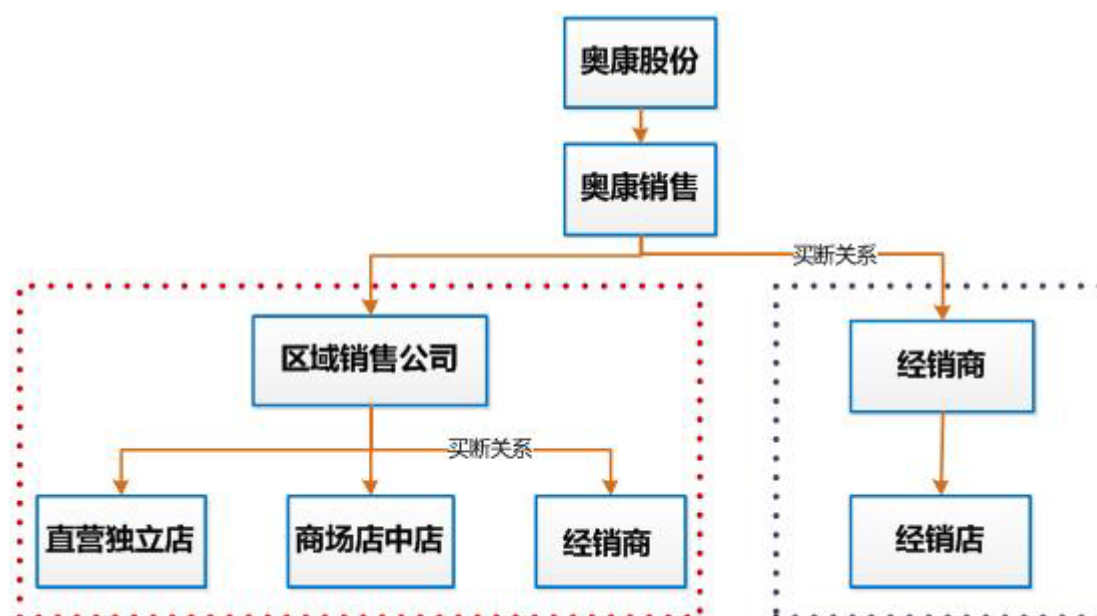 奥康股份
奥康销售
买断关系
区域销售公司
经销商
买断关系
直营独立店
商场店中店
经销商
经销店